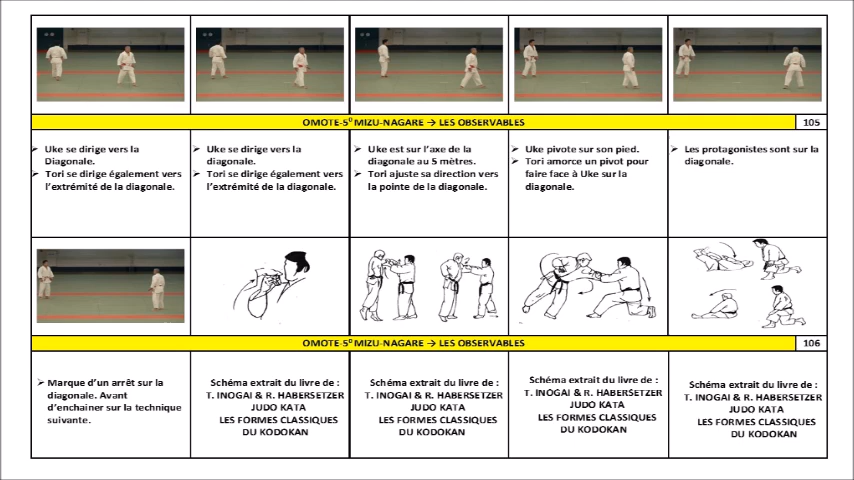 OMOTE-5⁰ MIZU-NAGARE → LES OBSERVABLES
105
➢ Uke se dirige vers la
Diagonale.
➢ Tori se dirige également vers
l'extrémité de la diagonale.
➢ Uke se dirige vers la
diagonale.
➢ Tori se dirige également vers
l'extrémité de la diagonale.
➢ Uke est sur l'axe de la
diagonale au 5 mètres.
➢ Tori ajuste sa direction vers
la pointe de la diagonale.
➢ Uke pivote sur son pied.
➢ Tori amorce un pivot pour
faire face à Uke sur la
diagonale.
➢ Les protagonistes sont sur la
diagonale.
OMOTE-5⁰ MIZU-NAGARE → LES OBSERVABLES
106
➢ Marque d'un arrêt sur la
diagonale. Avant
d'enchainer sur la technique
suivante.
Schéma extrait du livre de :
T. INOGAI & R. HABERSETZER
JUDO KATA
LES FORMES CLASSIQUES
DU KODOKAN
Schéma extrait du livre de :
T. INOGAI & R. HABERSETZER
JUDO KATA
LES FORMES CLASSIQUES
DU KODOKAN
Schéma extrait du livre de :
T. INOGAI & R. HABERSETZER
JUDO KATA
LES FORMES CLASSIQUES
DU KODOKAN
Schéma extrait du livre de :
T. INOGAI & R. HABERSETZER
JUDO KATA
LES FORMES CLASSIQUES
DU KODOKAN